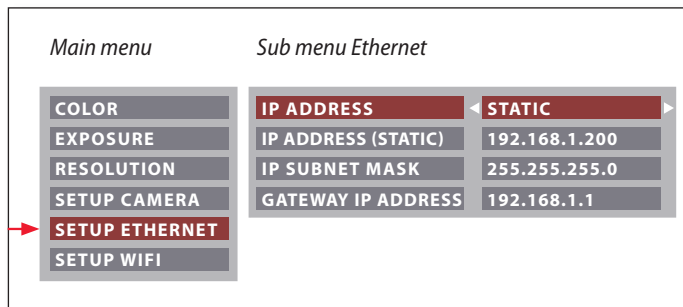 Main menu
Sub menu Ethernet
COLOR
EXPOSURE
RESOLUTION
SETUP CAMERA
SETUP ETHERNET
SETUP WIFI
IP ADDRESS STATIC
IP ADDRESS (STATIC) 192.168.1.200
IP SUBNET MASK 255.255.255.0
GATEWAY IP ADDRESS 192.168.1.1